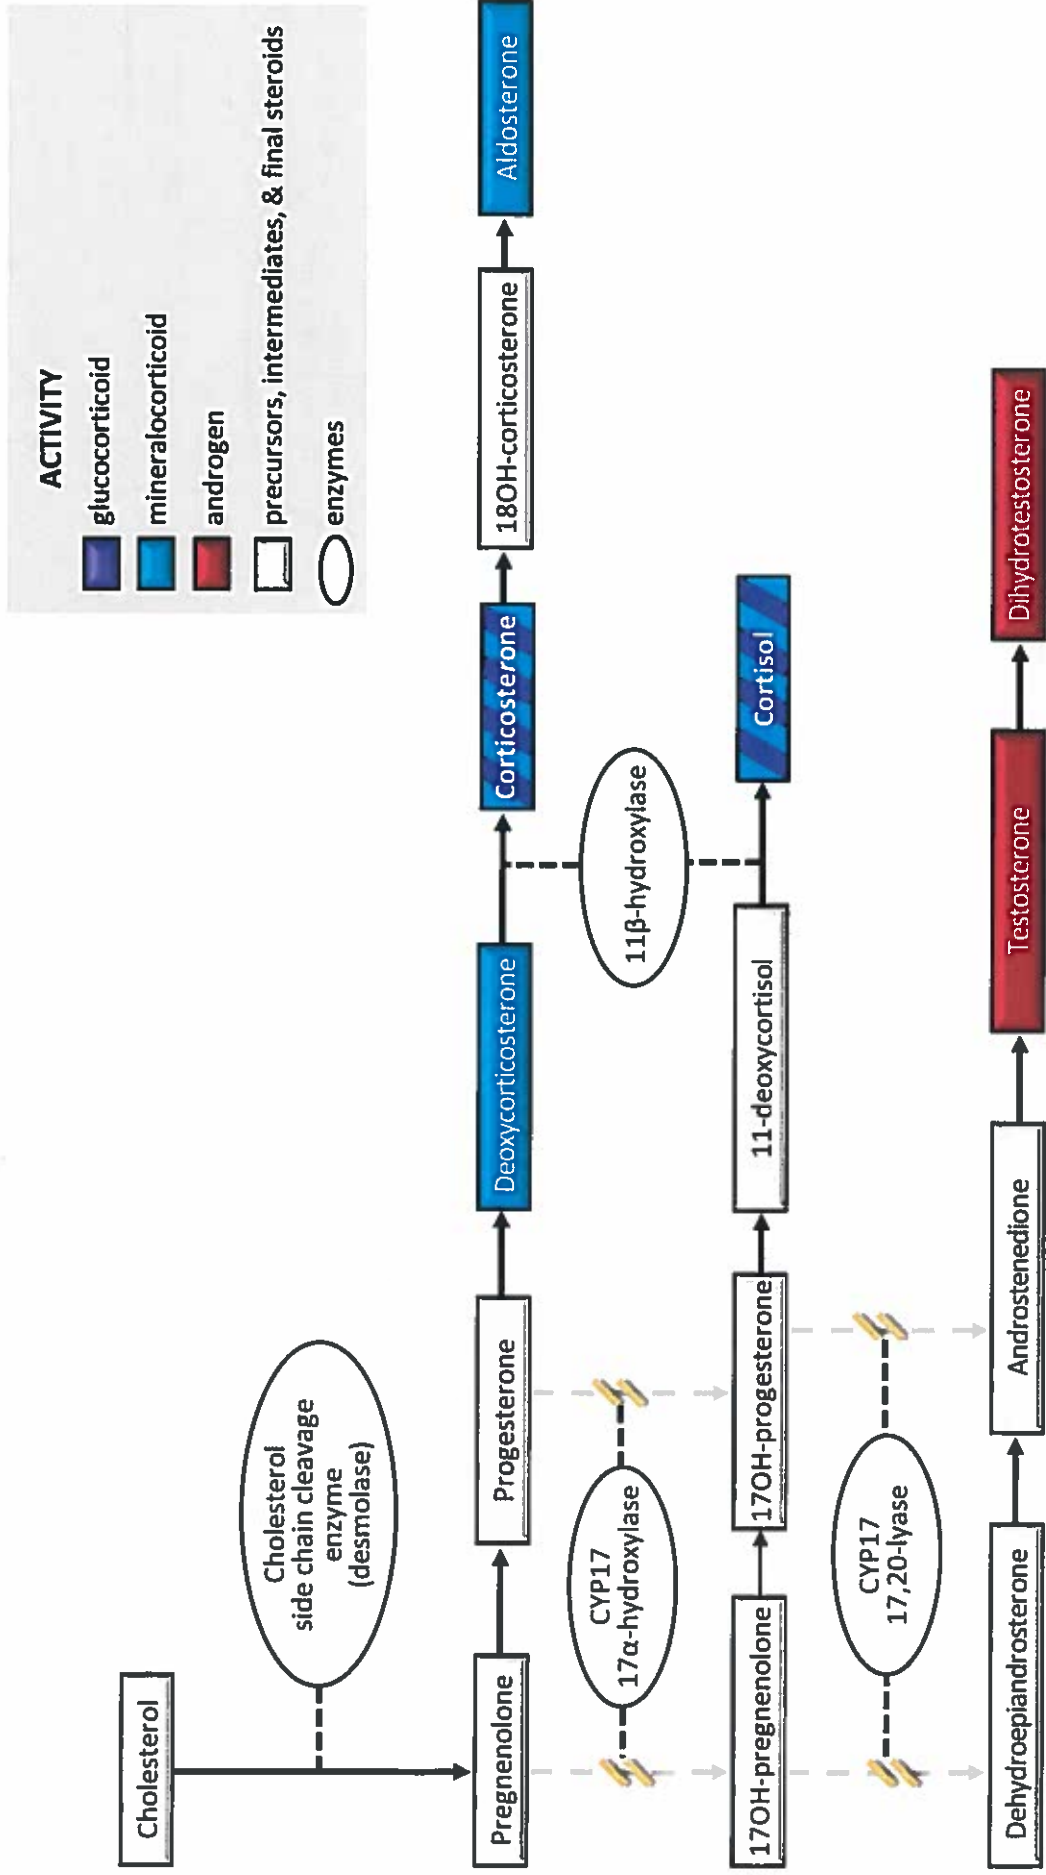 ACTIVITY
glucocorticoid
mineralocorticoid
androgen
precursors, intermediates, & final steroids
enzymes
Cholesterol
Cholesterol
side chain cleavage
enzyme
(desmolase)
Pregnenolone
Progesterone
Deoxycorticosterone
Corticosterone
18OH-corticosterone
Aldosterone
CYP17
17α-hydroxylase
11β-hydroxylase
17OH-pregnenolone
17OH-progesterone
11-deoxycortisol
Cortisol
CYP17
17,20-lyase
Dehydroepiandrosterone
Androstenedione
Testosterone
Dihydrotestosterone